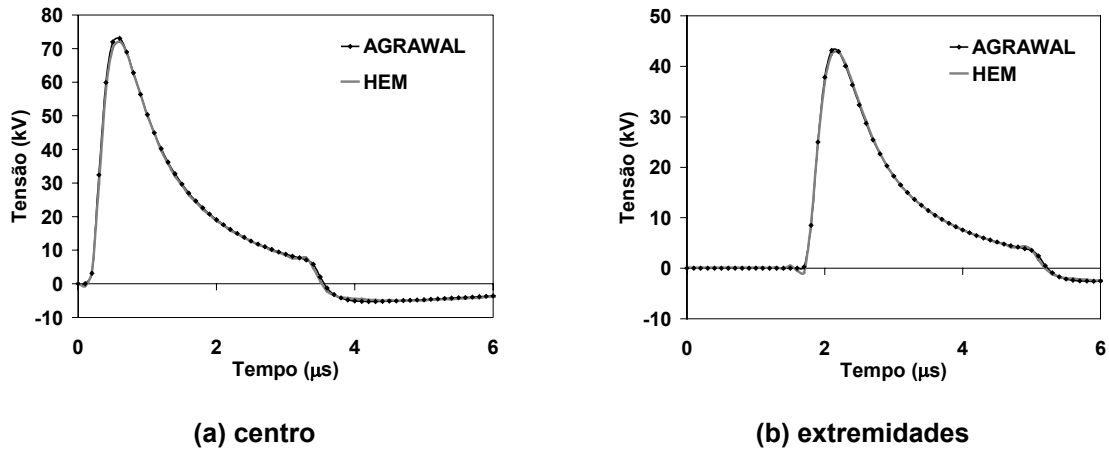 80
70
60
50
40
30
20
10
0
-10
Tensão (kV)
AGRAWAL
HEM
0 2 4 6
Tempo (μs)
(a) centro
50
40
30
20
10
0
-10
Tensão (kV)
AGRAWAL
HEM
0 2 4 6
Tempo (μs)
(b) extremidades